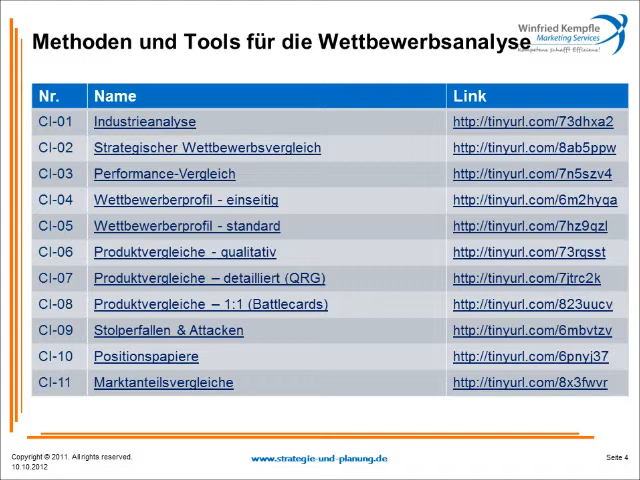 Winfried Kempfle
Marketing Services
Kompetenz schafft Effizienz!
Methoden und Tools für die Wettbewerbsanalyse
Nr. Name Link
CI-01 Industrieanalyse http://tinyurl.com/73dhxa2
CI-02 Strategischer Wettbewerbsvergleich http://tinyurl.com/8ab5ppw
CI-03 Performance-Vergleich http://tinyurl.com/7n5szv4
CI-04 Wettbewerberprofil - einseitig http://tinyurl.com/6m2hyqa
CI-05 Wettbewerberprofil - standard http://tinyurl.com/7hz9qzl
CI-06 Produktvergleiche - qualitativ http://tinyurl.com/73rqsst
CI-07 Produktvergleiche – detailliert (QRG) http://tinyurl.com/7jtrc2k
CI-08 Produktvergleiche – 1:1 (Battlecards) http://tinyurl.com/823uucv
CI-09 Stolperfallen & Attacken http://tinyurl.com/6mbvtzv
CI-10 Positionspapiere http://tinyurl.com/6pnyj37
CI-11 Marktanteilsvergleiche http://tinyurl.com/8x3fwvr
Copyright © 2011. All rights reserved.
10.10.2012
www.strategie-und-planung.de
Seite 4